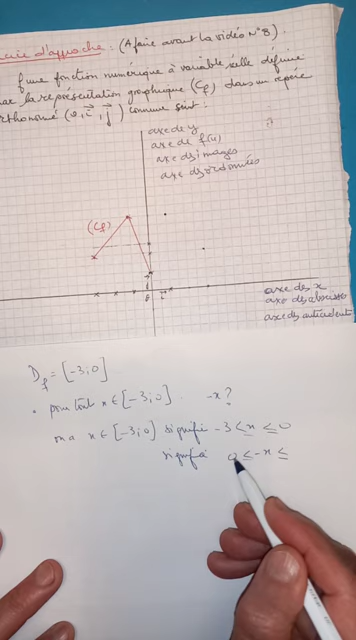 cice d'approche : (A faire avant la vidéo N°8)
f une fonction numérique à variable réelle définie
par la représentation graphique (Cf) dans un repère
orthonormé (o, i, j) comme suit :
axe de y
axe de f(x)
axe des images
axe des ordonnées
(Cf)
j
o i
axe des x
axe des abscisses
axe des antécédents
Df = [-3;0]
• pour tout x ∈ [-3;0] . -x ?
on a x ∈ [-3;0] signifie -3 ≤ x ≤ 0
signifie 0 ≤ -x ≤